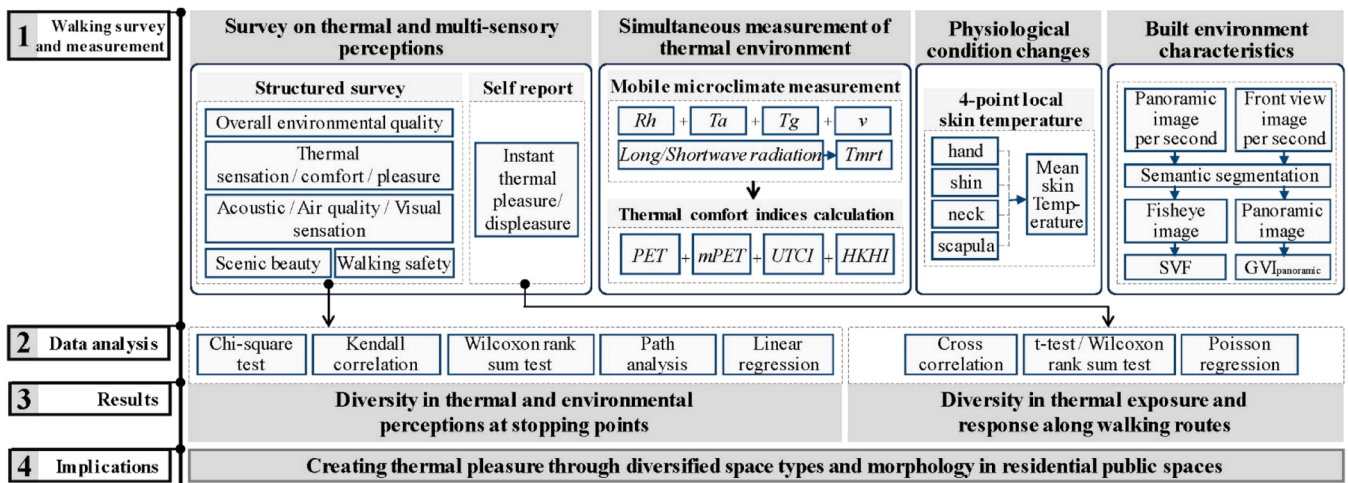 1
Walking survey
and measurement
Survey on thermal and multi-sensory
perceptions
Structured survey
Overall environmental quality
Thermal
sensation / comfort / pleasure
Acoustic / Air quality / Visual
sensation
Scenic beauty
Walking safety
Self report
Instant
thermal
pleasure/
displeasure
Simultaneous measurement of
thermal environment
Mobile microclimate measurement
Rh + Ta + Tg + v
Long/Shortwave radiation
Tmrt
Thermal comfort indices calculation
PET + mPET + UTCI + HKHI
Physiological
condition changes
4-point local
skin temperature
hand
shin
neck
scapula
Mean
skin
Temp-
erature
Built environment
characteristics
Panoramic
image
per second
Front view
image
per second
Semantic segmentation
Fisheye
image
Panoramic
image
SVF
GVIpanoramic
2 Data analysis
Chi-square
test
Kendall
correlation
Wilcoxon rank
sum test
Path
analysis
Linear
regression
Cross
correlation
t-test / Wilcoxon
rank sum test
Poisson
regression
3 Results
Diversity in thermal and environmental
perceptions at stopping points
Diversity in thermal exposure and
response along walking routes
4 Implications
Creating thermal pleasure through diversified space types and morphology in residential public spaces